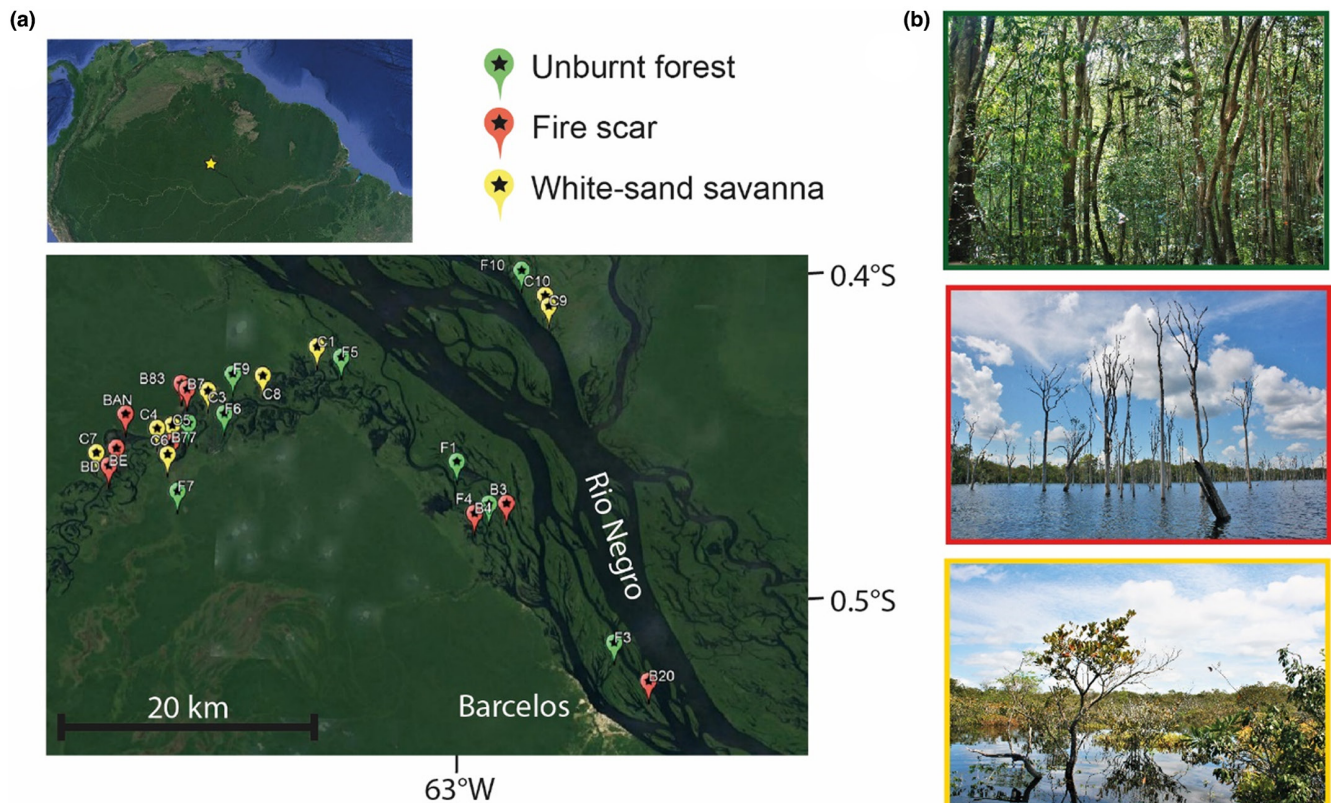 (a)
Unburnt forest
Fire scar
White-sand savanna
F10
C10
C9
0.4°S
C1
F5
B83
B7
F9
C3
C8
BAN
C4
C5
F6
C7
C6
B77
BD
BE
F7
F1
F4
B4
B3
Rio Negro
0.5°S
F3
B20
20 km
Barcelos
63°W
(b)